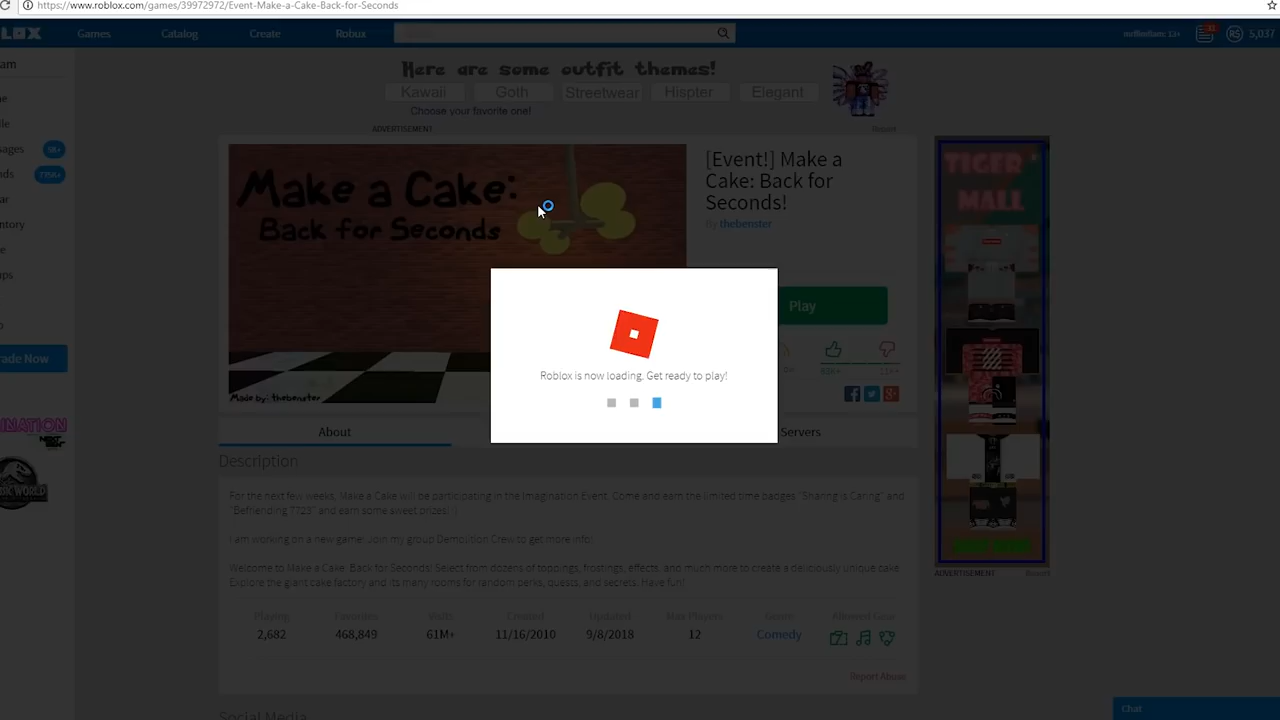 https://www.roblox.com/games/39972972/Event-Make-a-Cake-Back-for-Seconds
Games
Catalog
Create
Robux
13+
5,037
Here are some outfit themes!
Kawaii
Goth
Streetwear
Hispter
Elegant
Choose your favorite one!
ADVERTISEMENT
Report
Make a Cake:
Back for Seconds
Made by: thebenster
[Event!] Make a
Cake: Back for
Seconds!
By thebenster
Play
TIGER
MALL
ADVERTISEMENT
Report
Roblox is now loading. Get ready to play!
About
Servers
Description
For the next few weeks, Make a Cake will be participating in the Imagination Event. Come and earn the limited time badges "Sharing is Caring" and
"Befriending 7723" and earn some sweet prizes! :)
I am working on a new game: Join my group Demolition Crew to get more info!
Welcome to Make a Cake: Back for Seconds! Select from dozens of toppings, frostings, effects, and much more to create a deliciously unique cake.
Explore the giant cake factory and its many rooms for random perks, quests, and secrets. Have fun!
Playing
2,682
Favorites
468,849
Visits
61M+
Created
11/16/2010
Updated
9/8/2018
Max Players
12
Genre
Comedy
Allowed Gear
Report Abuse
Social Media
Chat